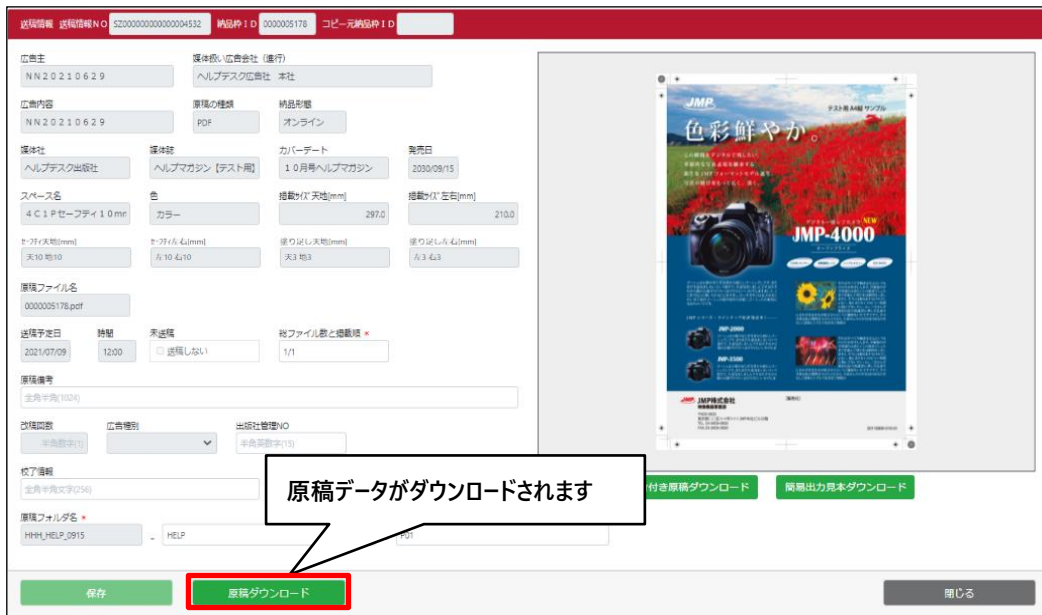 送稿情報 送稿情報NO SZ0000000000000004532 納品枠ID 0000005178 コピー元納品枠ID
広告主 媒体扱い広告会社（進行）
NN20210629 ヘルプデスク広告社 本社
広告内容 原稿の種類 納品形態
NN20210629 PDF オンライン
媒体社 媒体誌 カバーデート 発売日
ヘルプデスク出版社 ヘルプマガジン【テスト用】 10月号ヘルプマガジン 2030/09/15
スペース名 色 掲載ｻｲｽﾞ天地[mm] 掲載ｻｲｽﾞ左右[mm]
4C1Pセーフティ10mm カラー 297.0 210.0
ｾｰﾌﾃｨ天地[mm] ｾｰﾌﾃｨ左右[mm] 塗り足し天地[mm] 塗り足し左右[mm]
天10 地10 左10 右10 天3 地3 左3 右3
原稿ファイル名
0000005178.pdf
送稿予定日 時間 未送稿 総ファイル数と掲載順 *
2021/07/09 12:00 送稿しない 1/1
原稿備考
全角半角(1024)
改稿回数 広告種別 出版社管理NO
半角数字(1) 半角英数字(15)
校了情報
全角半角文字(256)
原稿フォルダ名 *
HHH_HELP_0915 _ HELP P01
原稿データがダウンロードされます
保存 原稿ダウンロード 閉じる
JMP
テスト用 A4縦 サンプル
色彩鮮やか。
NEW
JMP-4000
オープンプライス
JMP-2000
JMP-3500
JMP JMP株式会社
付き原稿ダウンロード 簡易出力見本ダウンロード